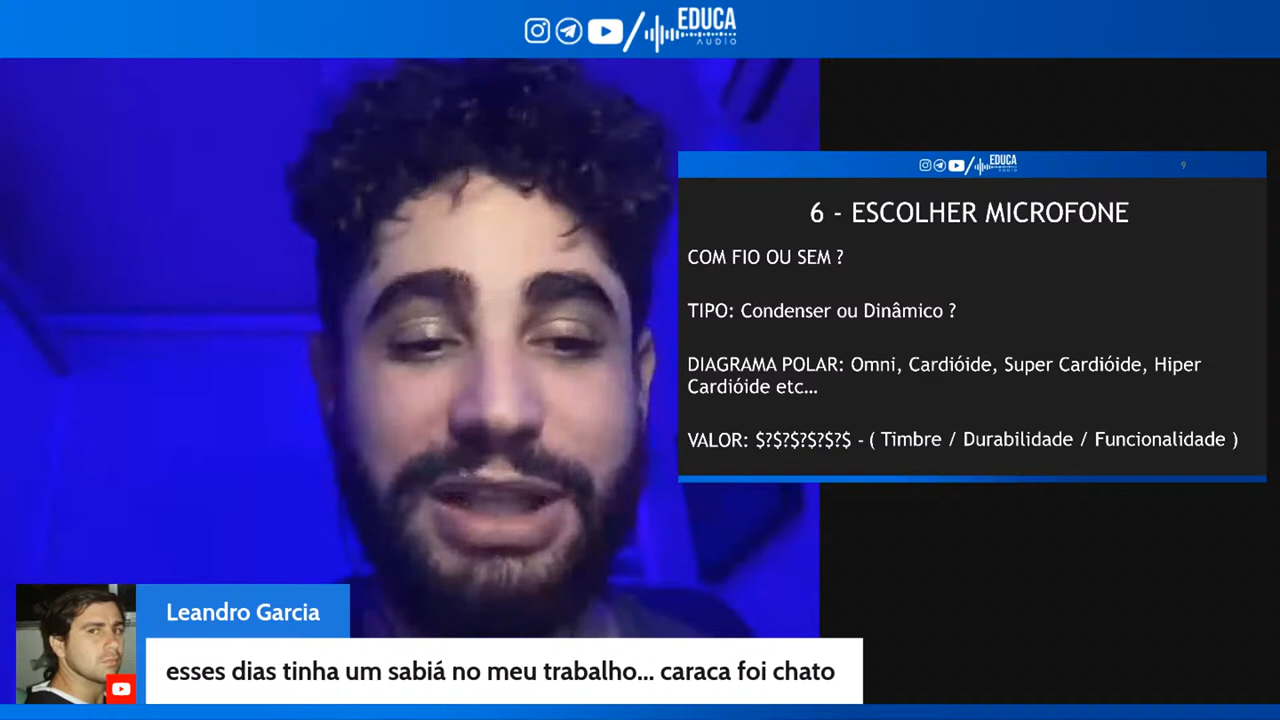 EDUCA
AUDIO
EDUCA
9
6 - ESCOLHER MICROFONE
COM FIO OU SEM ?
TIPO: Condenser ou Dinâmico ?
DIAGRAMA POLAR: Omni, Cardióide, Super Cardióide, Hiper
Cardióide etc...
VALOR: $?$?$?$?$?$ - ( Timbre / Durabilidade / Funcionalidade )
Leandro Garcia
esses dias tinha um sabiá no meu trabalho... caraca foi chato